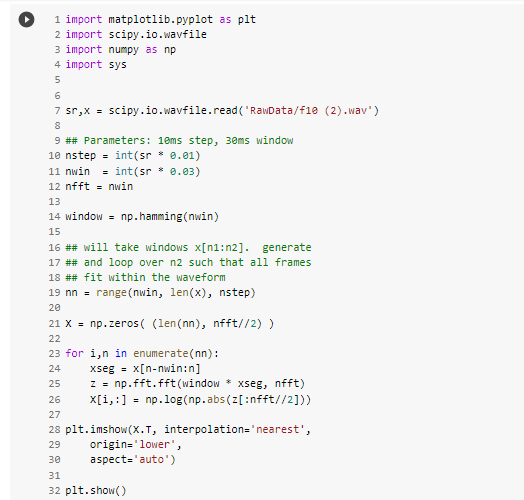 1 import matplotlib.pyplot as plt
2 import scipy.io.wavfile
3 import numpy as np
4 import sys
5
6
7 sr,x = scipy.io.wavfile.read('RawData/f10 (2).wav')
8
9 ## Parameters: 10ms step, 30ms window
10 nstep = int(sr * 0.01)
11 nwin  = int(sr * 0.03)
12 nfft = nwin
13
14 window = np.hamming(nwin)
15
16 ## will take windows x[n1:n2].  generate
17 ## and loop over n2 such that all frames
18 ## fit within the waveform
19 nn = range(nwin, len(x), nstep)
20
21 X = np.zeros( (len(nn), nfft//2) )
22
23 for i,n in enumerate(nn):
24     xseg = x[n-nwin:n]
25     z = np.fft.fft(window * xseg, nfft)
26     X[i,:] = np.log(np.abs(z[:nfft//2]))
27
28 plt.imshow(X.T, interpolation='nearest',
29     origin='lower',
30     aspect='auto')
31
32 plt.show()